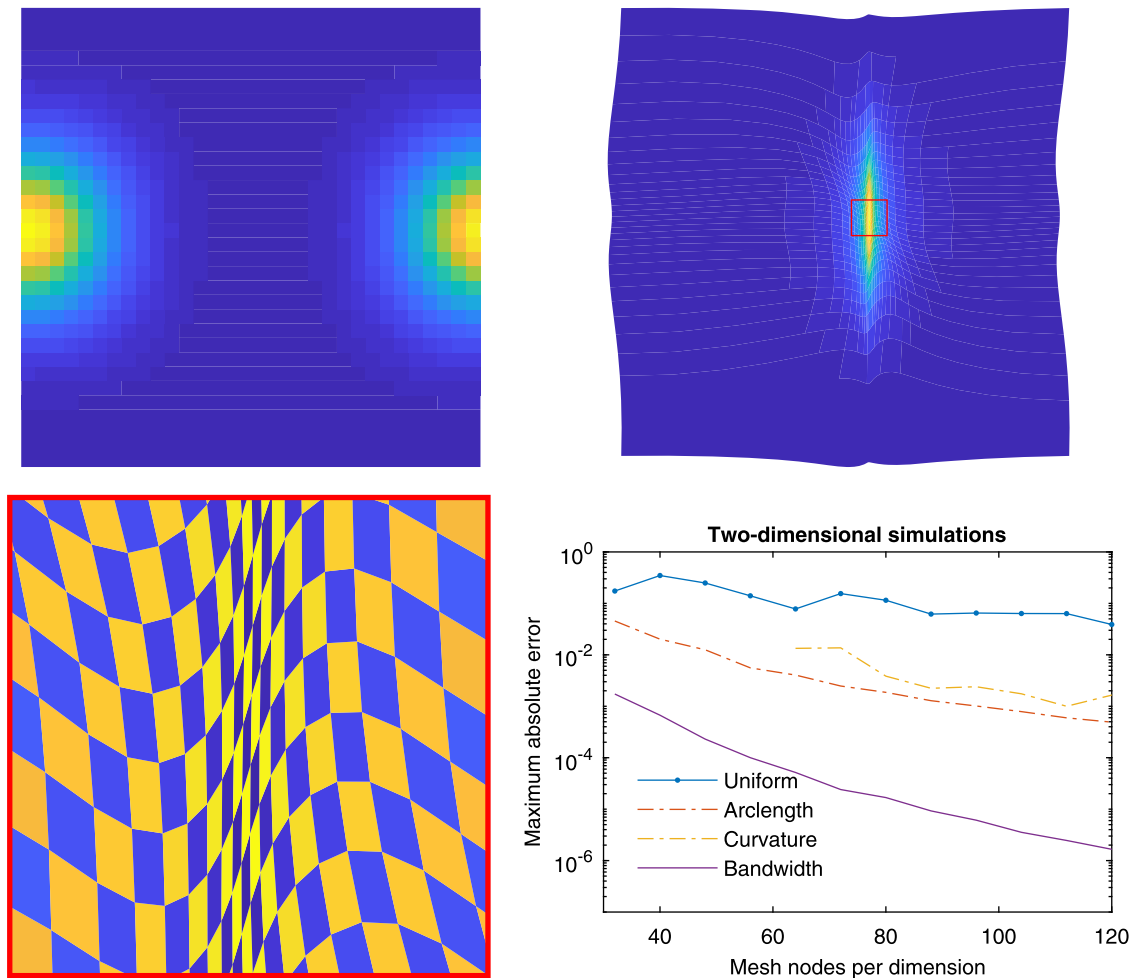 Two-dimensional simulations
Maximum absolute error
10^0
10^-2
10^-4
10^-6
Uniform
Arclength
Curvature
Bandwidth
40 60 80 100 120
Mesh nodes per dimension